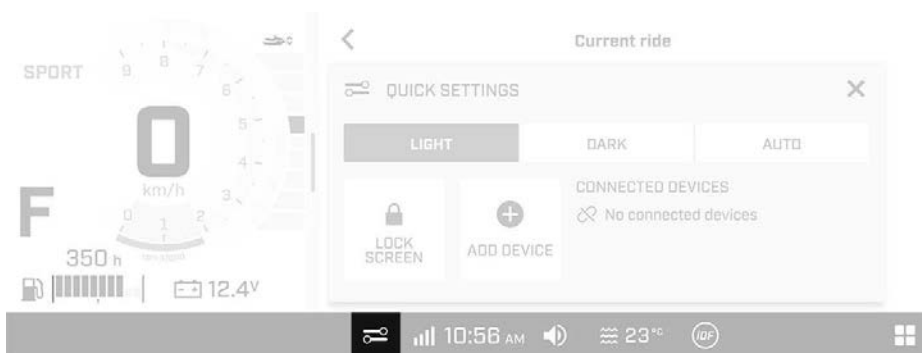 Current ride
SPORT
9 8 7
6
5
4
3
2
1
0
QUICK SETTINGS
LIGHT DARK AUTO
0
km/h
F
CONNECTED DEVICES
No connected devices
LOCK
SCREEN
ADD DEVICE
350 h
12.4V
10:56 AM 23°C iDF